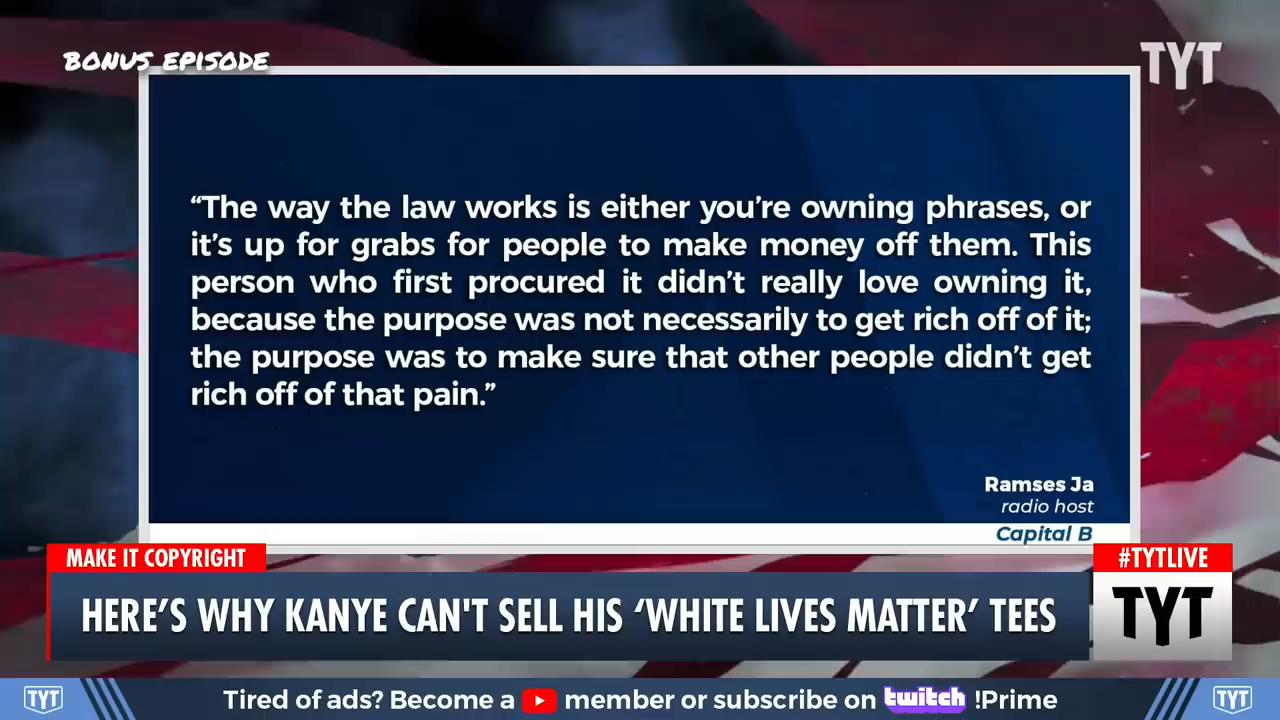 BONUS EPISODE
TYT
“The way the law works is either you’re owning phrases, or
it’s up for grabs for people to make money off them. This
person who first procured it didn’t really love owning it,
because the purpose was not necessarily to get rich off of it;
the purpose was to make sure that other people didn’t get
rich off of that pain.”
Ramses Ja
radio host
Capital B
MAKE IT COPYRIGHT
#TYTLIVE
HERE’S WHY KANYE CAN'T SELL HIS ‘WHITE LIVES MATTER’ TEES
TYT
TYT
Tired of ads? Become a member or subscribe on twitch !Prime
TYT